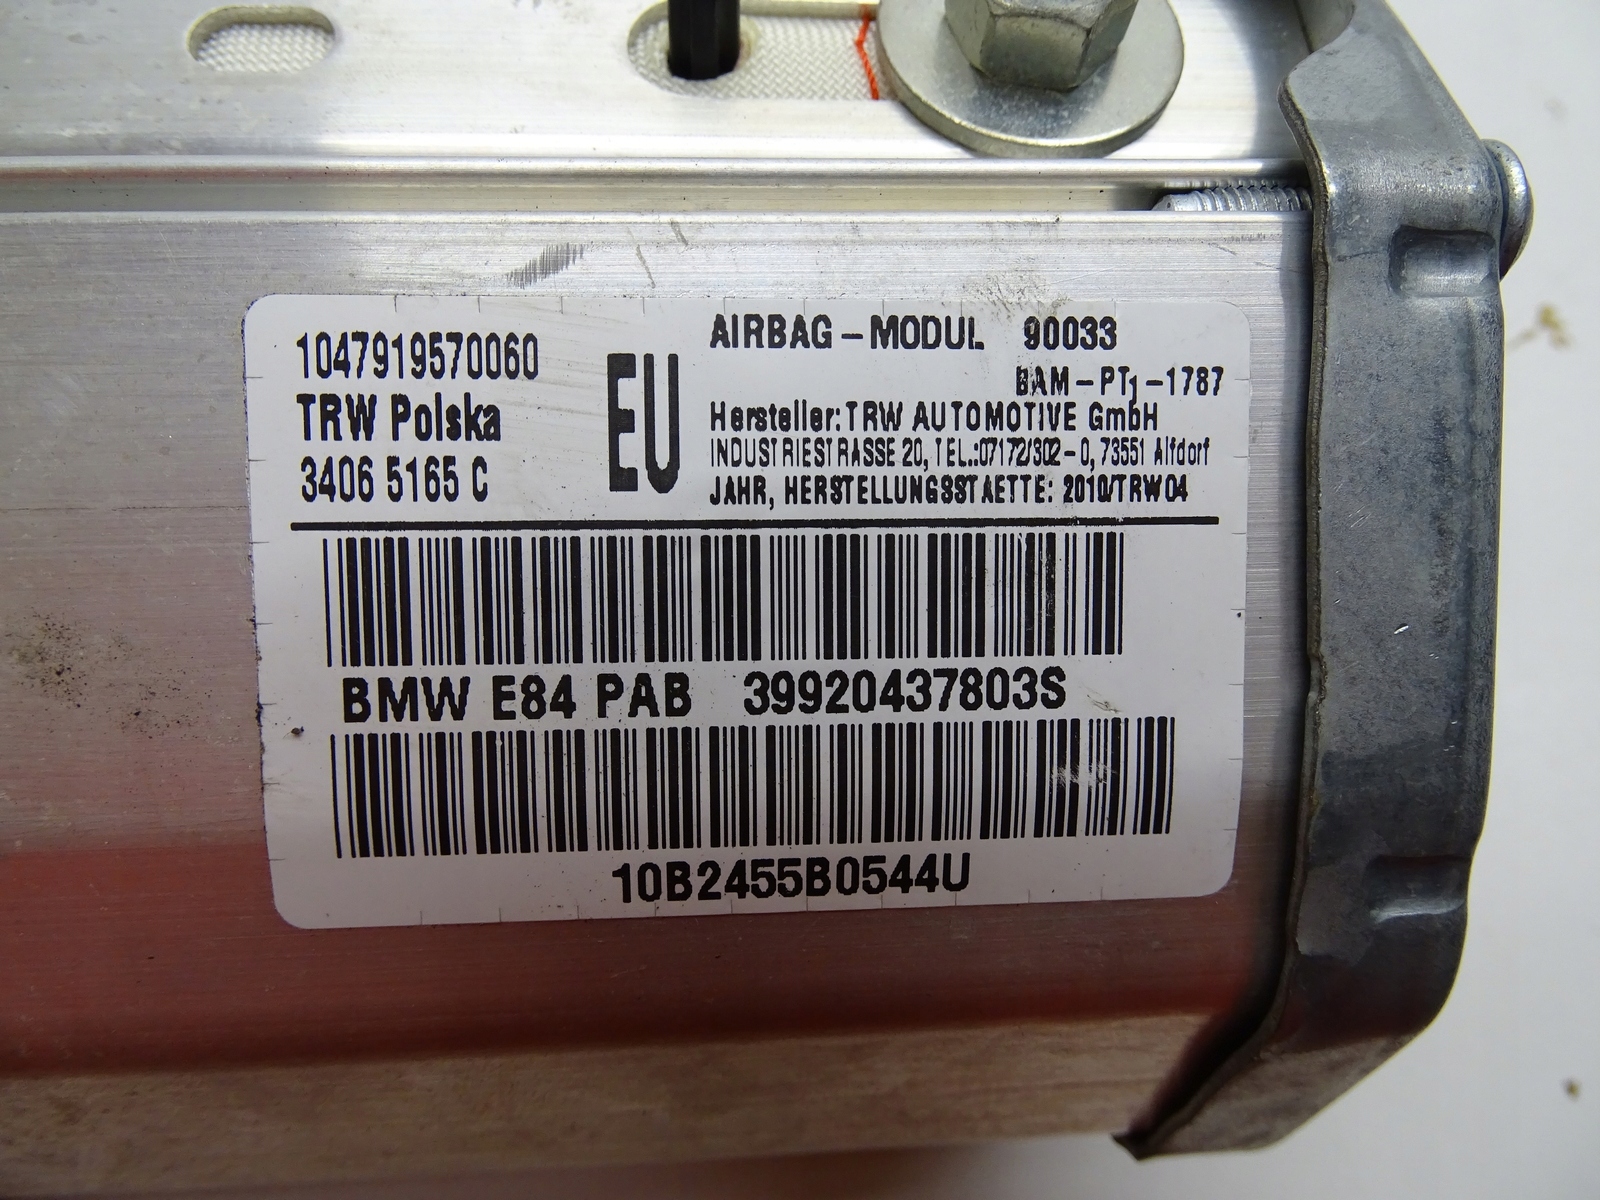 1047919570060
TRW Polska
3406 5165 C
EU
AIRBAG-MODUL 90033
BAM-PT1-1787
Hersteller:TRW AUTOMOTIVE GmbH
INDUSTRIESTRASSE 20, TEL.:07172/302-0, 73551 Alfdorf
JAHR, HERSTELLUNGSSTAETTE: 2010/TRW04
BMW E84 PAB 39920437803S
10B2455B0544U